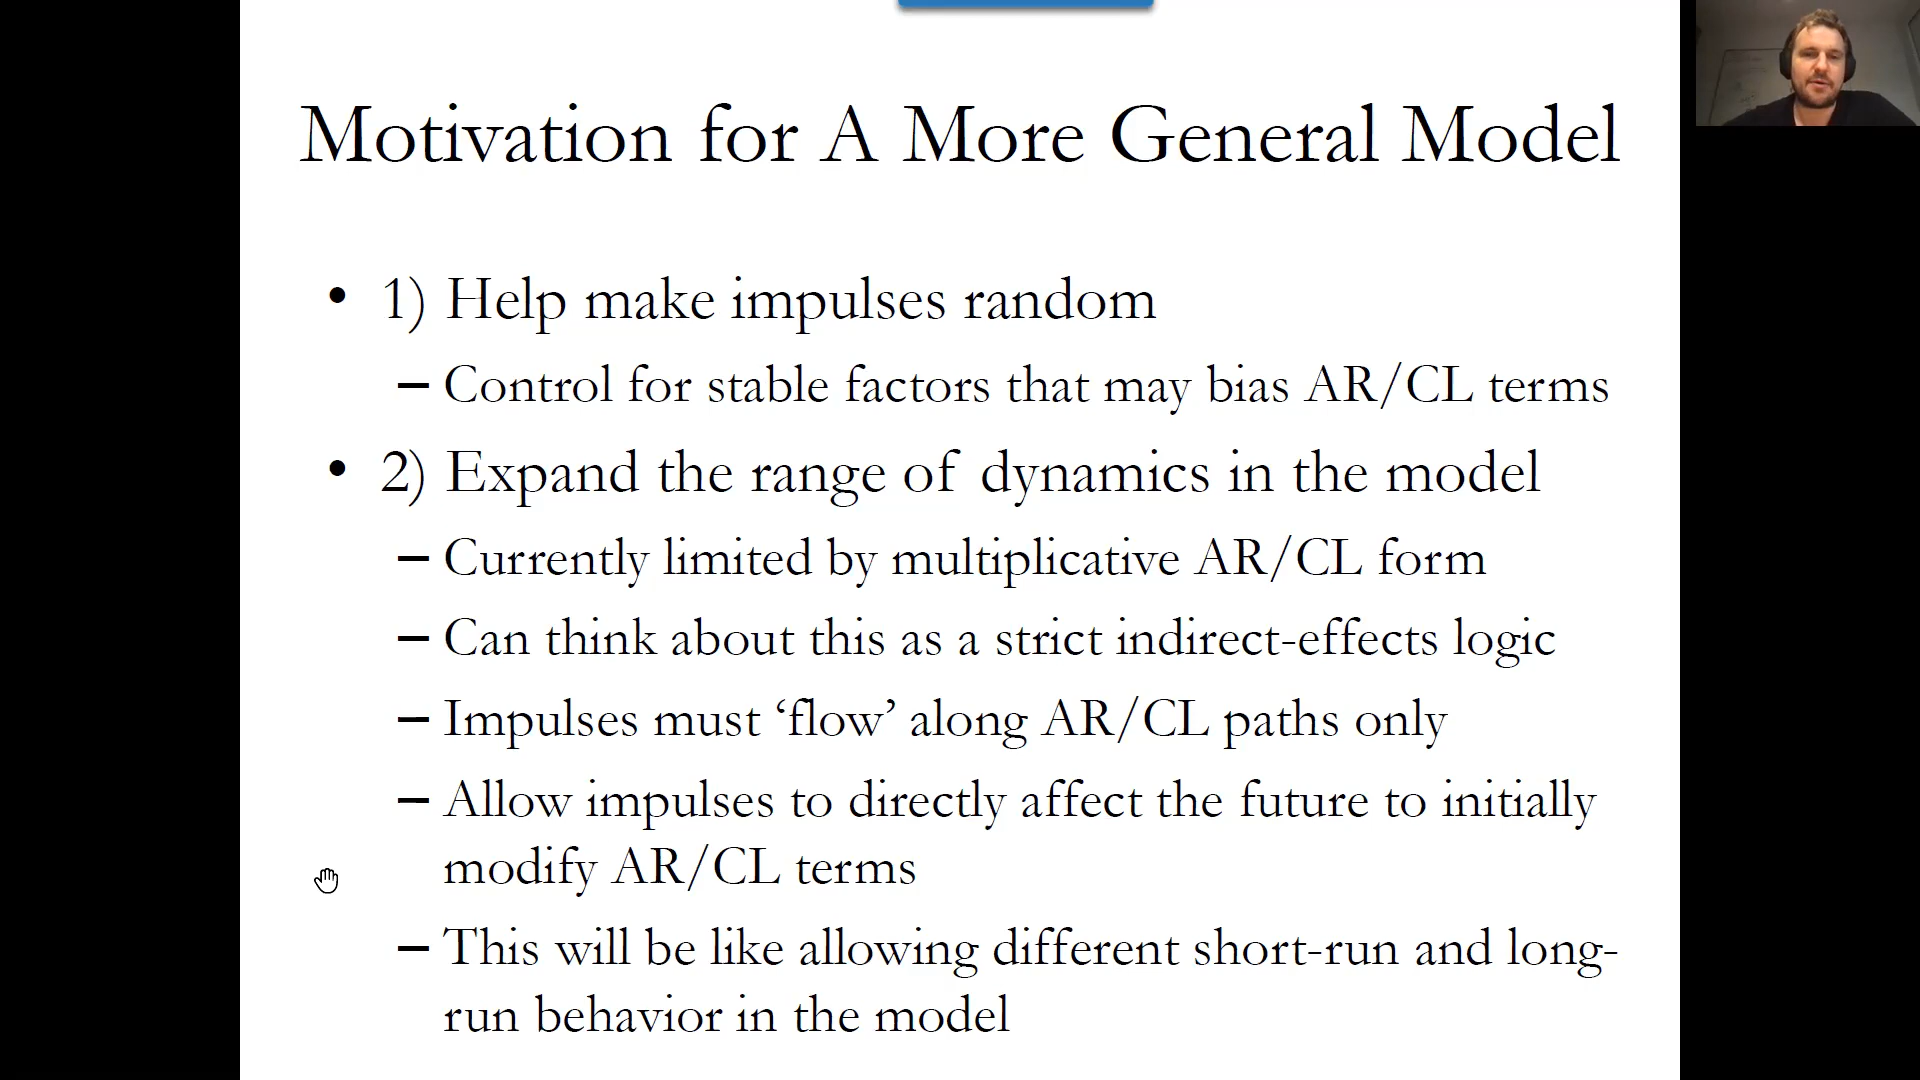 Motivation for A More General Model
• 1) Help make impulses random
– Control for stable factors that may bias AR/CL terms
• 2) Expand the range of dynamics in the model
– Currently limited by multiplicative AR/CL form
– Can think about this as a strict indirect-effects logic
– Impulses must ‘flow’ along AR/CL paths only
– Allow impulses to directly affect the future to initially
modify AR/CL terms
– This will be like allowing different short-run and long-
run behavior in the model